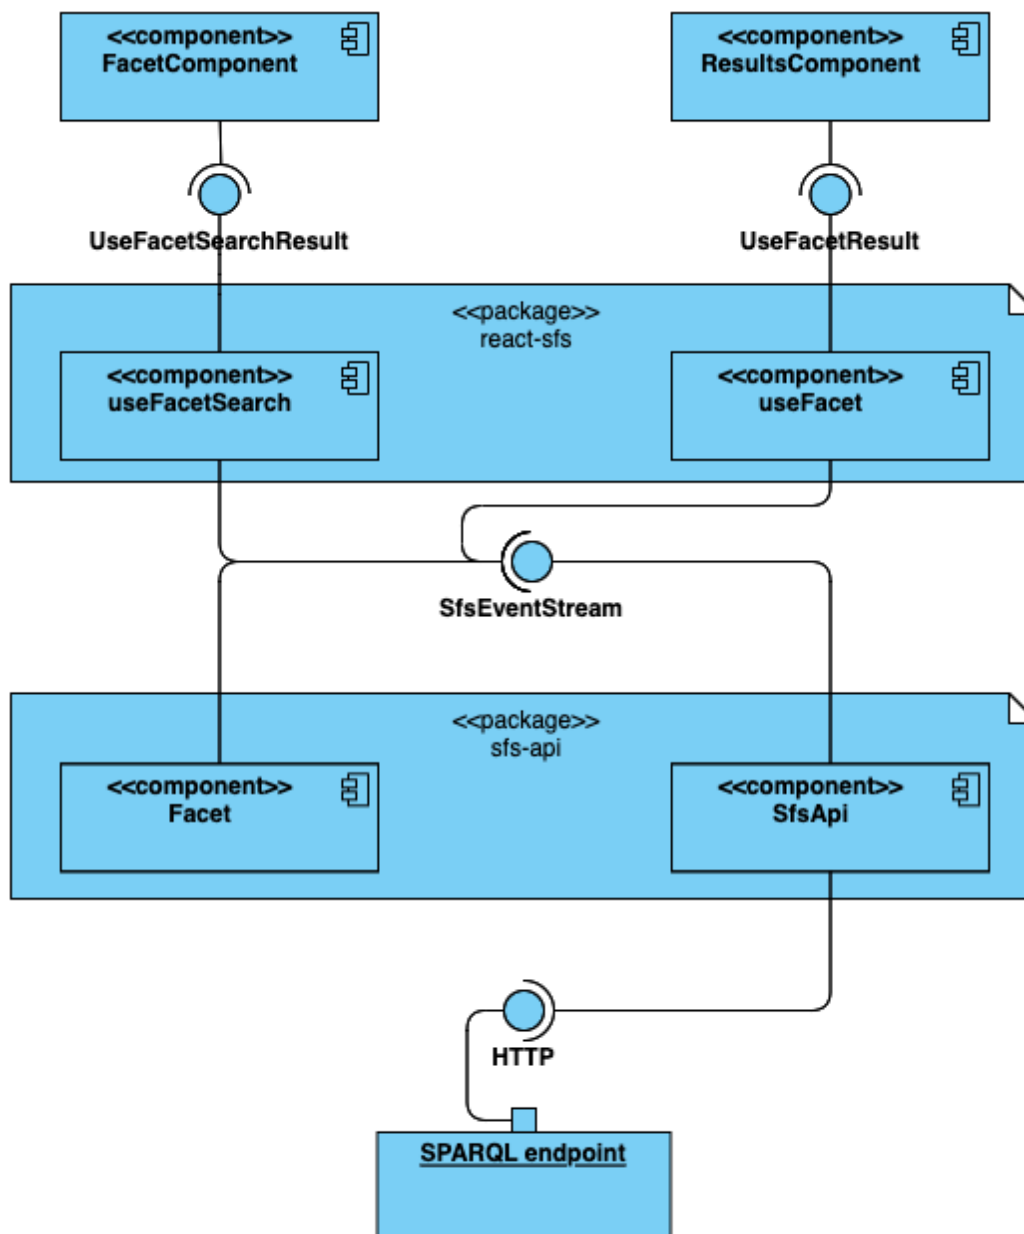 <<component>>
FacetComponent
<<component>>
ResultsComponent
UseFacetSearchResult
UseFacetResult
<<package>>
react-sfs
<<component>>
useFacetSearch
<<component>>
useFacet
SfsEventStream
<<package>>
sfs-api
<<component>>
Facet
<<component>>
SfsApi
HTTP
SPARQL endpoint